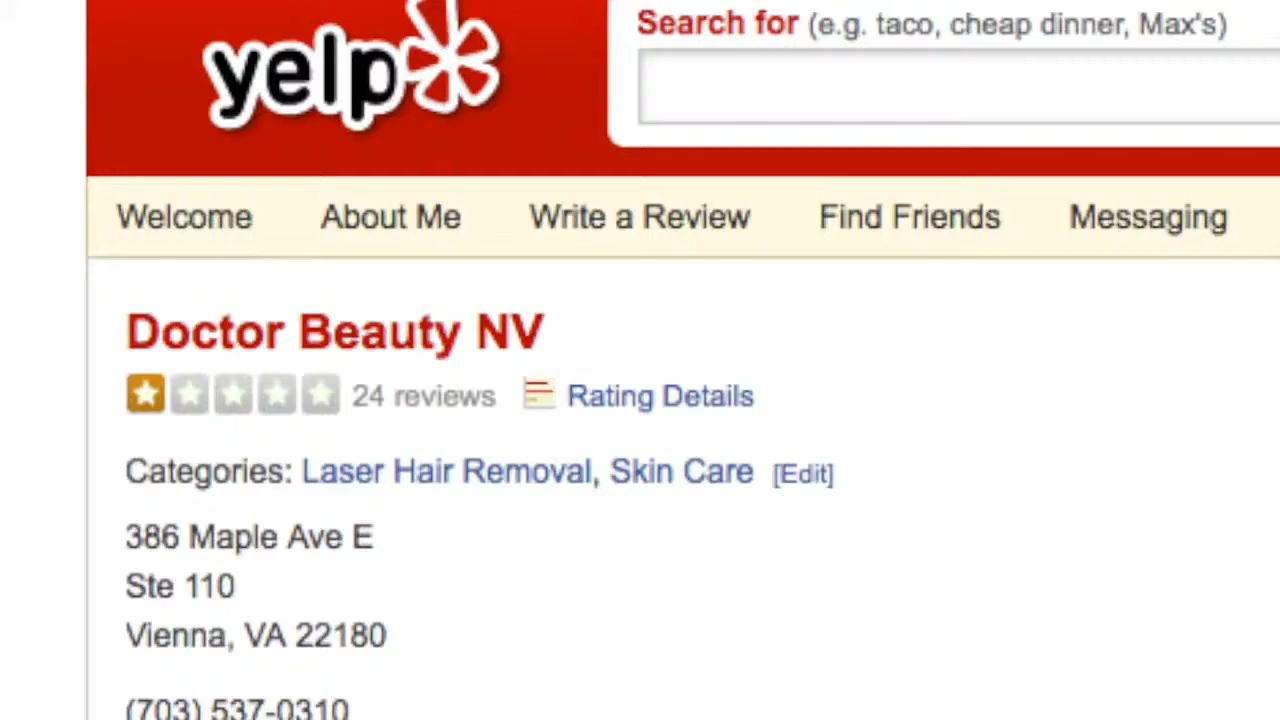 yelp
Search for (e.g. taco, cheap dinner, Max's)
Welcome About Me Write a Review Find Friends Messaging
Doctor Beauty NV
24 reviews Rating Details
Categories: Laser Hair Removal, Skin Care [Edit]
386 Maple Ave E
Ste 110
Vienna, VA 22180
(703) 537-0310